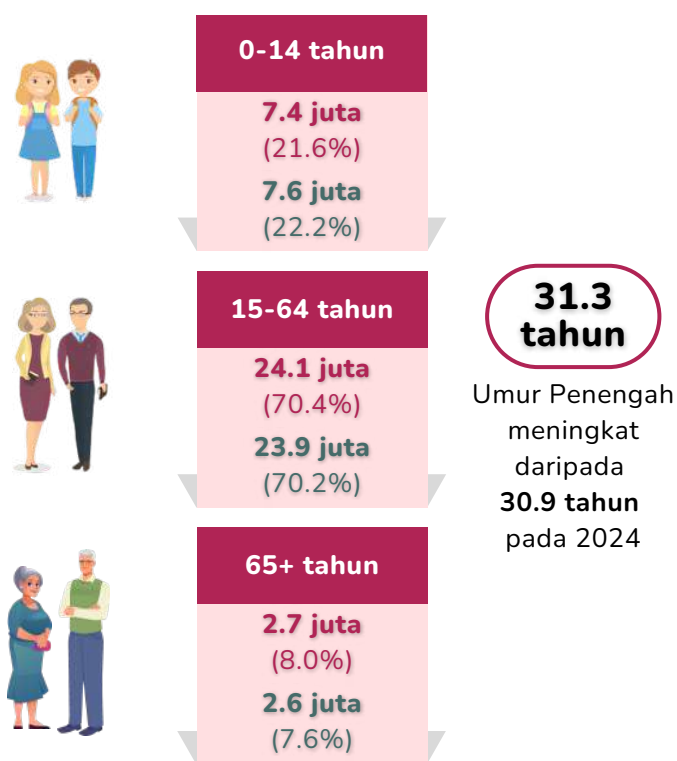 0-14 tahun
7.4 juta
(21.6%)
7.6 juta
(22.2%)
15-64 tahun
24.1 juta
(70.4%)
23.9 juta
(70.2%)
65+ tahun
2.7 juta
(8.0%)
2.6 juta
(7.6%)
31.3
tahun
Umur Penengah
meningkat
daripada
30.9 tahun
pada 2024